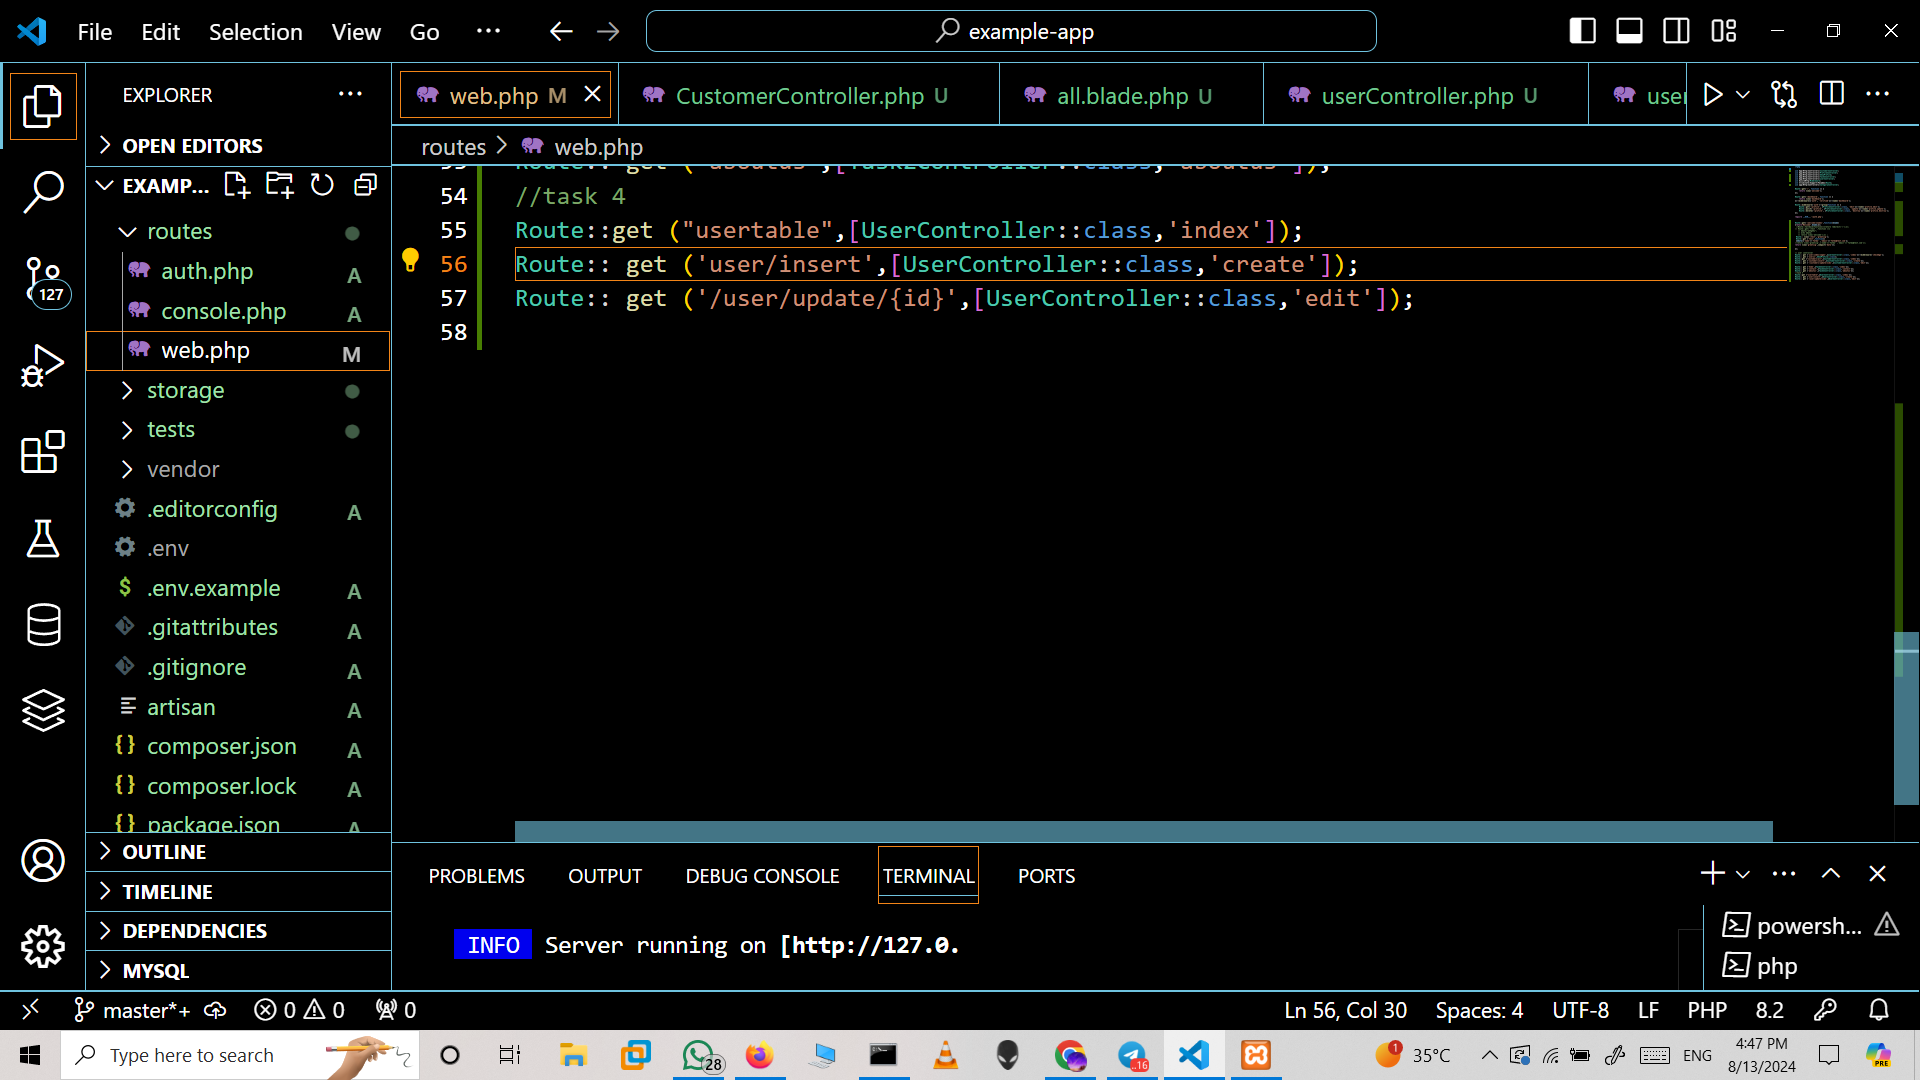 File Edit Selection View Go ··· example-app
EXPLORER ···
OPEN EDITORS
EXAMP...
routes
auth.php A
console.php A
web.php M
storage
tests
vendor
.editorconfig A
.env
.env.example A
.gitattributes A
.gitignore A
artisan A
composer.json A
composer.lock A
package.json A
OUTLINE
TIMELINE
DEPENDENCIES
MYSQL
127
web.php M CustomerController.php U all.blade.php U userController.php U user
routes > web.php
54 //task 4
55 Route::get ("usertable",[UserController::class,'index']);
56 Route:: get ('user/insert',[UserController::class,'create']);
57 Route:: get ('/user/update/{id}',[UserController::class,'edit']);
58
PROBLEMS OUTPUT DEBUG CONSOLE TERMINAL PORTS
INFO Server running on [http://127.0.
powersh...
php
master*+ 0 0 0 Ln 56, Col 30 Spaces: 4 UTF-8 LF PHP 8.2
Type here to search 28 16 1 35°C ENG 4:47 PM
8/13/2024
PRE